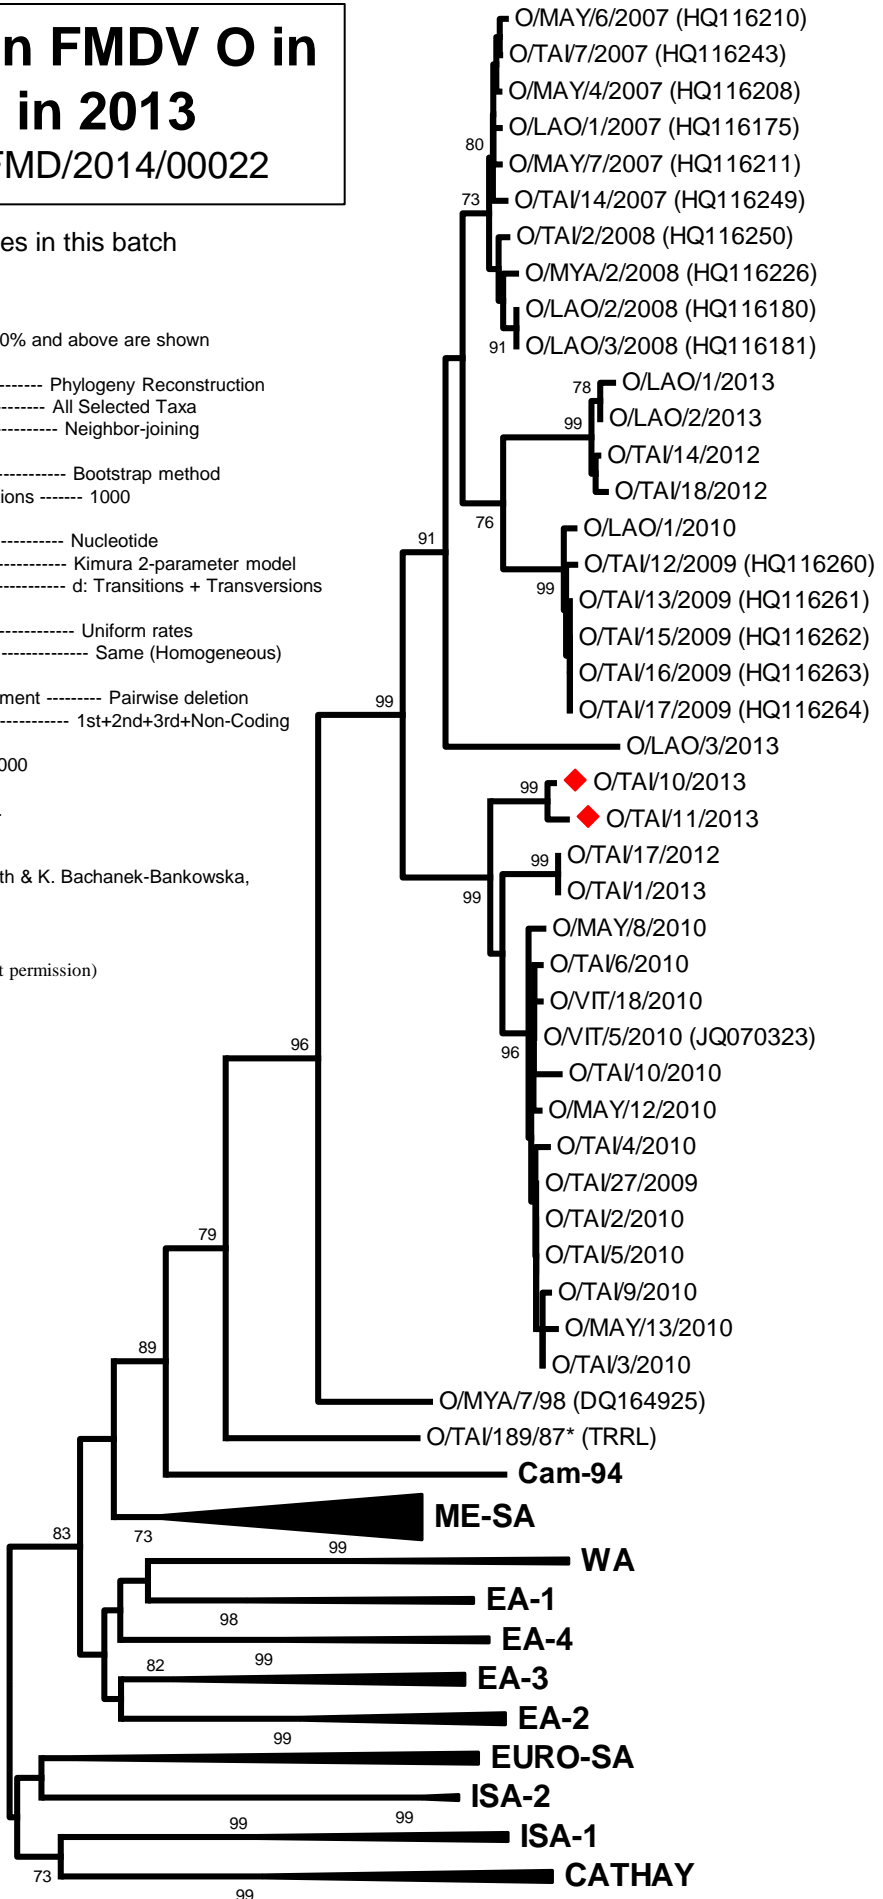 n FMDV O in
in 2013
FMD/2014/00022
es in this batch
0% and above are shown
------- Phylogeny Reconstruction
-------- All Selected Taxa
---------- Neighbor-joining
------------ Bootstrap method
ions ------- 1000
----------- Nucleotide
------------ Kimura 2-parameter model
------------ d: Transitions + Transversions
------------- Uniform rates
---------------- Same (Homogeneous)
ment --------- Pairwise deletion
------------ 1st+2nd+3rd+Non-Coding
000
th & K. Bachanek-Bankowska,
t permission)
O/MAY/6/2007 (HQ116210)
O/TAI/7/2007 (HQ116243)
O/MAY/4/2007 (HQ116208)
O/LAO/1/2007 (HQ116175)
80
O/MAY/7/2007 (HQ116211)
73
O/TAI/14/2007 (HQ116249)
O/TAI/2/2008 (HQ116250)
O/MYA/2/2008 (HQ116226)
O/LAO/2/2008 (HQ116180)
91
O/LAO/3/2008 (HQ116181)
78
O/LAO/1/2013
99
O/LAO/2/2013
O/TAI/14/2012
O/TAI/18/2012
76
91
O/LAO/1/2010
O/TAI/12/2009 (HQ116260)
99
O/TAI/13/2009 (HQ116261)
O/TAI/15/2009 (HQ116262)
O/TAI/16/2009 (HQ116263)
99
O/TAI/17/2009 (HQ116264)
O/LAO/3/2013
99
O/TAI/10/2013
O/TAI/11/2013
99
O/TAI/17/2012
99
O/TAI/1/2013
O/MAY/8/2010
O/TAI/6/2010
O/VIT/18/2010
O/VIT/5/2010 (JQ070323)
96
96
O/TAI/10/2010
O/MAY/12/2010
O/TAI/4/2010
O/TAI/27/2009
O/TAI/2/2010
79
O/TAI/5/2010
O/TAI/9/2010
O/MAY/13/2010
89
O/TAI/3/2010
O/MYA/7/98 (DQ164925)
O/TAI/189/87* (TRRL)
Cam-94
ME-SA
83
73
99
WA
EA-1
98
EA-4
82
99
EA-3
EA-2
99
EURO-SA
ISA-2
99
99
ISA-1
73
CATHAY
99